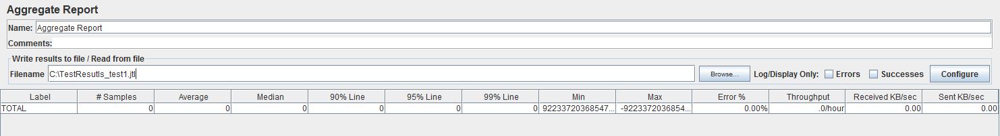 Aggregate Report
Name: Aggregate Report
Comments:
Write results to file / Read from file
Filename C:\TestResutls_test1.jtl Browse... Log/Display Only: Errors Successes Configure
Label # Samples Average Median 90% Line 95% Line 99% Line Min Max Error % Throughput Received KB/sec Sent KB/sec
TOTAL 0 0 0 0 0 0 92233720368547... -9223372036854... 0.00% .0/hour 0.00 0.00